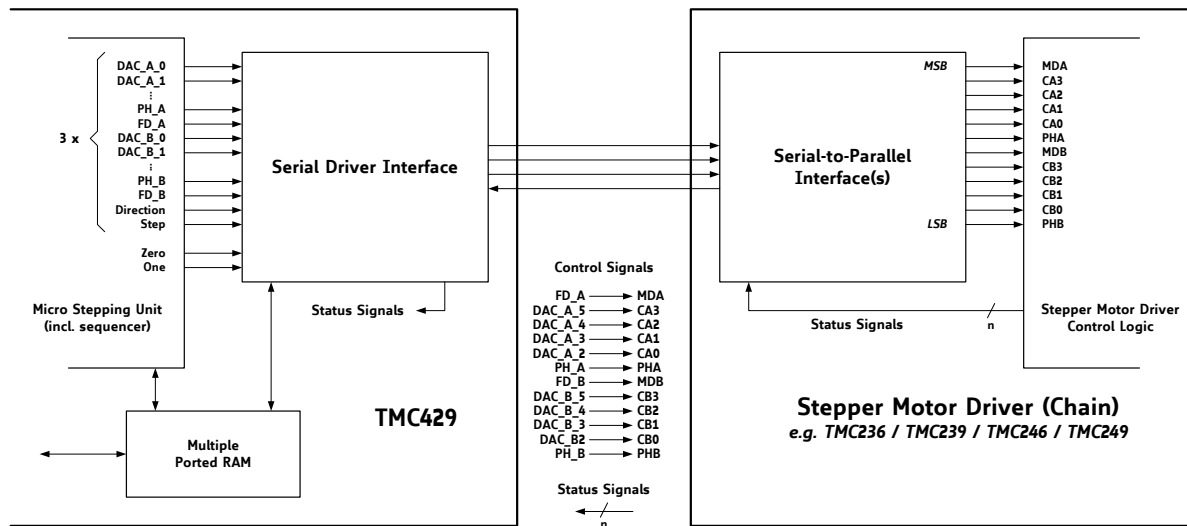 DAC_A_0
DAC_A_1
⋮
PH_A
FD_A
3 x
DAC_B_0
DAC_B_1
⋮
PH_B
FD_B
Direction
Step
Zero
One
Micro Stepping Unit
(incl. sequencer)
Serial Driver Interface
Status Signals
Multiple
Ported RAM
TMC429
Control Signals
FD_A MDA
DAC_A_5 CA3
DAC_A_4 CA2
DAC_A_3 CA1
DAC_A_2 CA0
PH_A PHA
FD_B MDB
DAC_B_5 CB3
DAC_B_4 CB2
DAC_B_3 CB1
DAC_B2 CB0
PH_B PHB
Status Signals
n
Serial-to-Parallel
Interface(s)
MSB
LSB
MDA
CA3
CA2
CA1
CA0
PHA
MDB
CB3
CB2
CB1
CB0
PHB
Status Signals
n
Stepper Motor Driver
Control Logic
Stepper Motor Driver (Chain)
e.g. TMC236 / TMC239 / TMC246 / TMC249